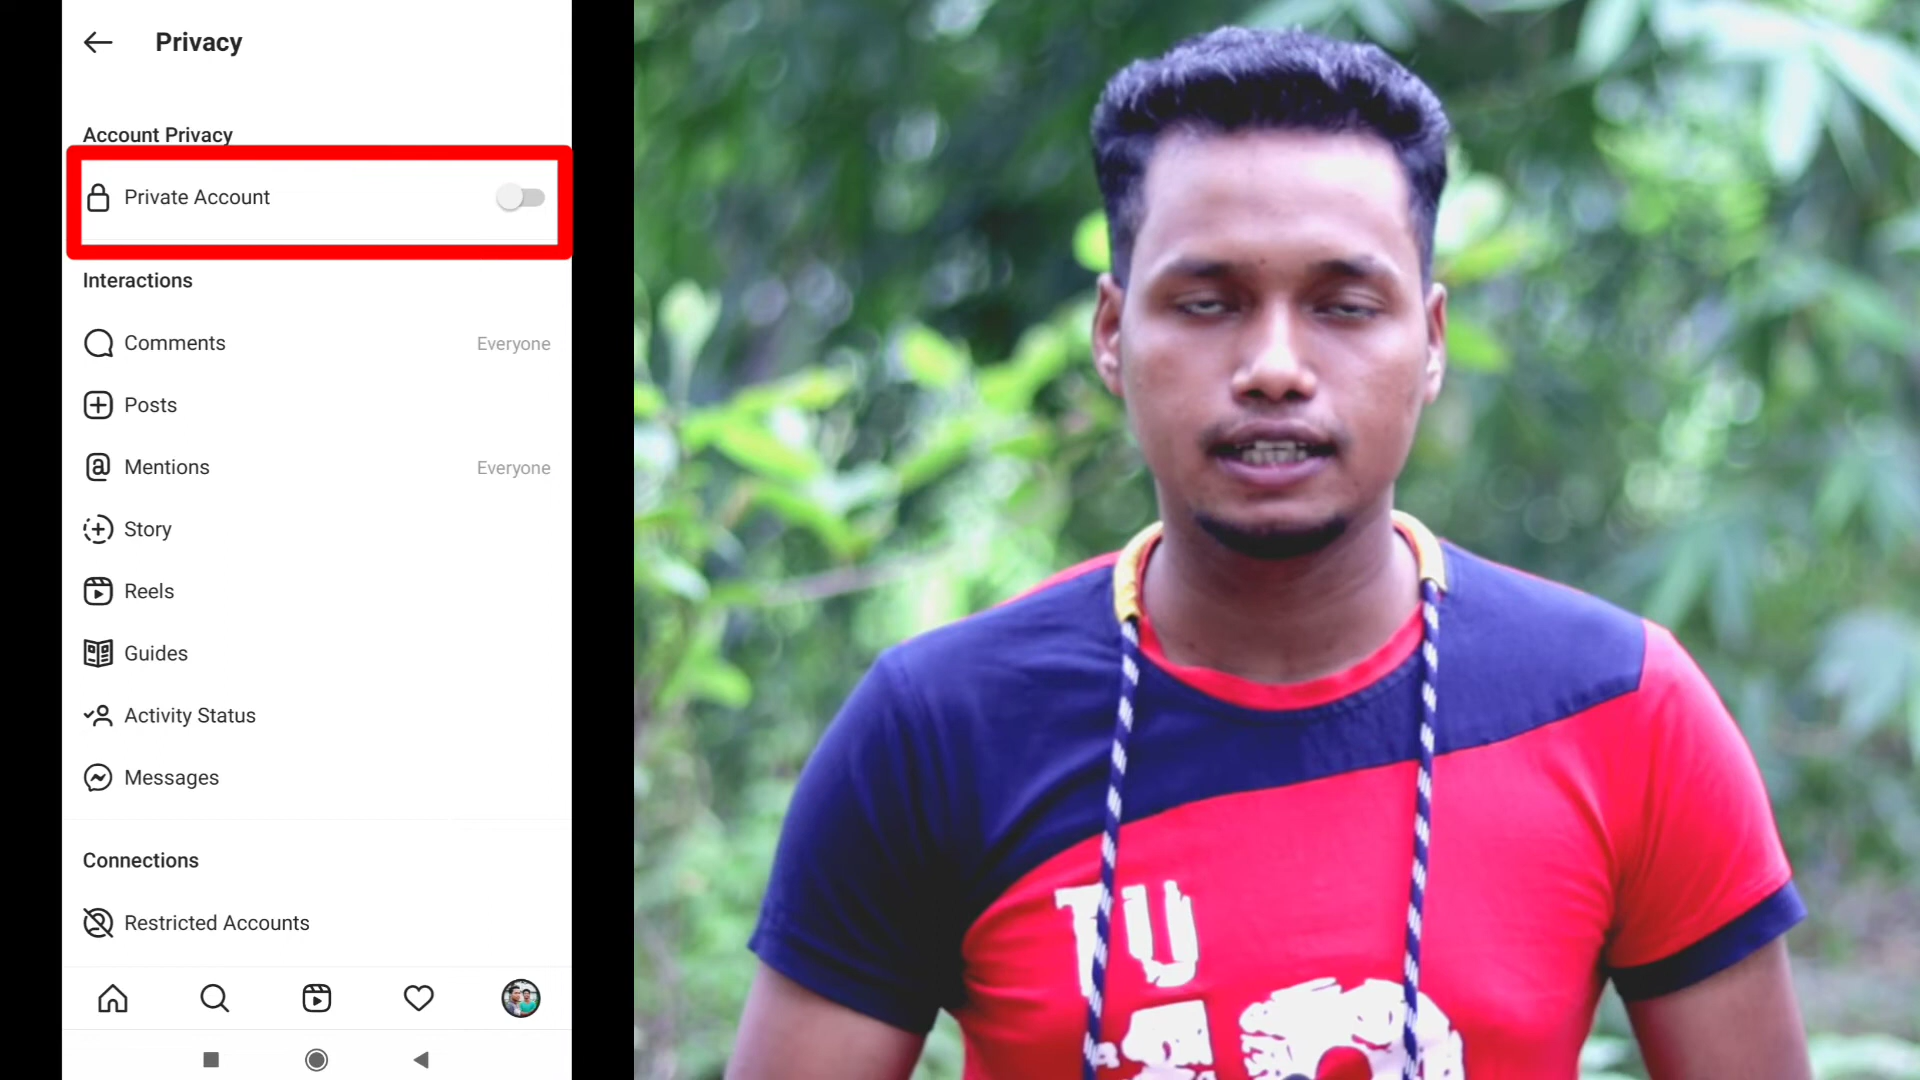 Privacy
Account Privacy
Private Account
Interactions
Comments Everyone
Posts
Mentions Everyone
Story
Reels
Guides
Activity Status
Messages
Connections
Restricted Accounts
TU